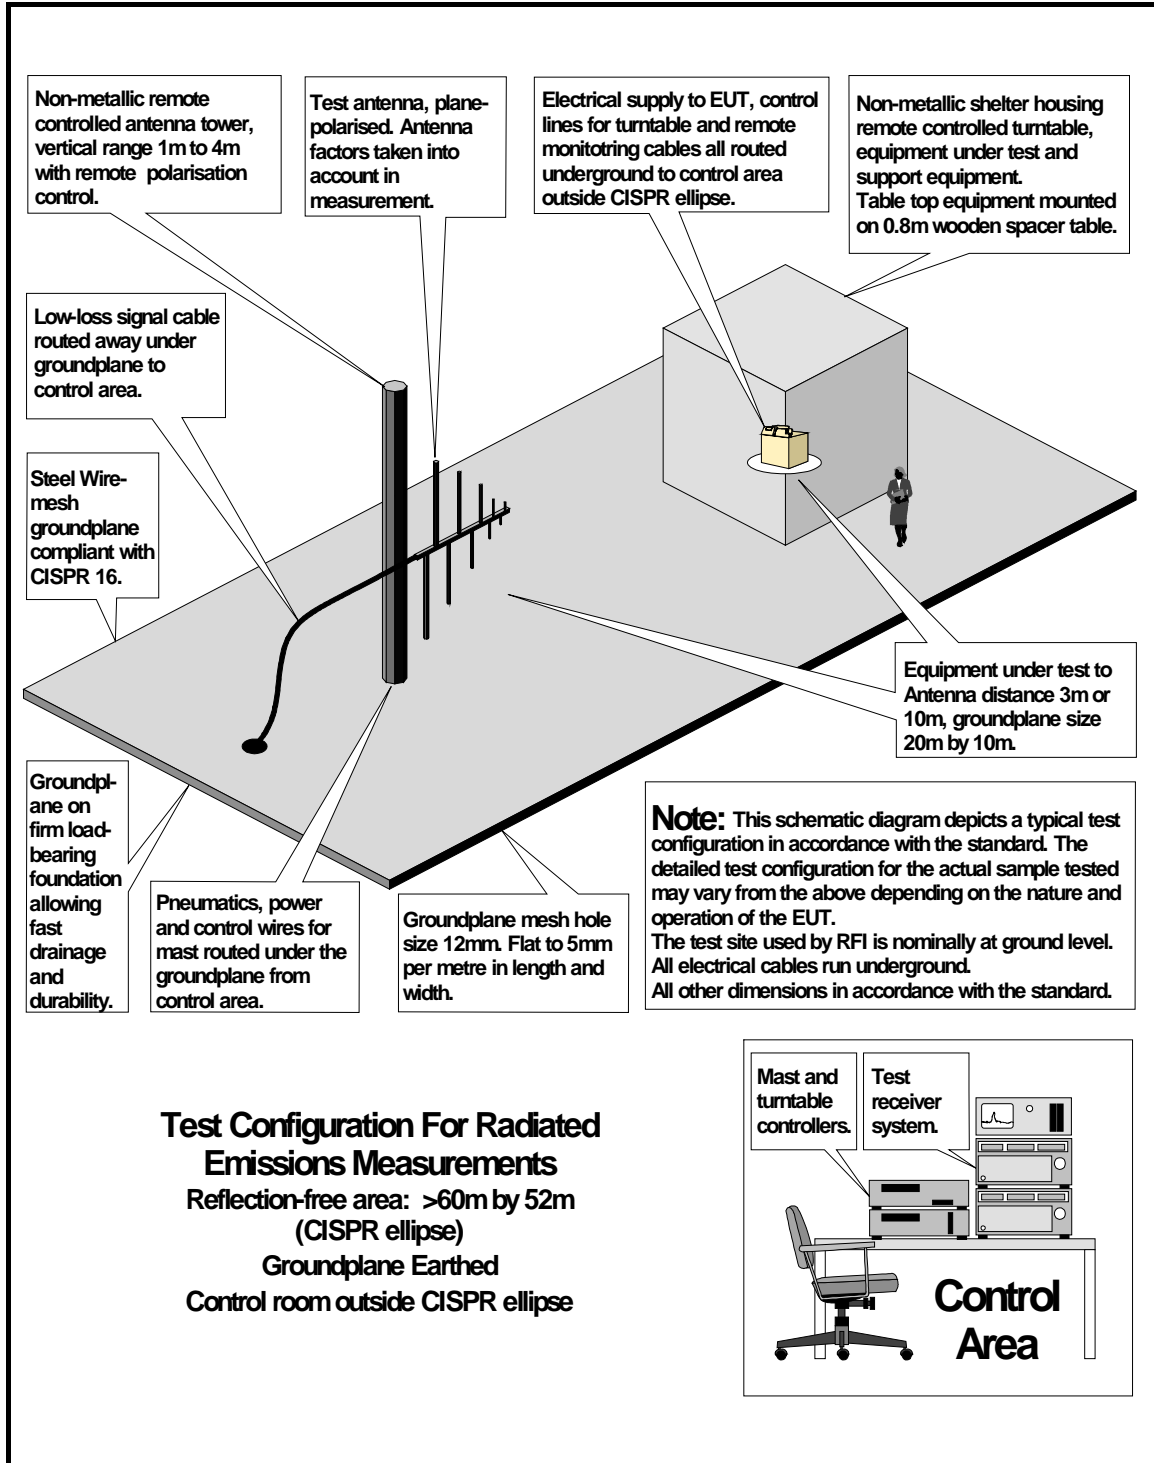 Non-metallic remote
controlled antenna tower,
vertical range 1m to 4m
with remote polarisation
control.
Test antenna, plane-
polarised. Antenna
factors taken into
account in
measurement.
Electrical supply to EUT, control
lines for turntable and remote
monitotring cables all routed
underground to control area
outside CISPR ellipse.
Non-metallic shelter housing
remote controlled turntable,
equipment under test and
support equipment.
Table top equipment mounted
on 0.8m wooden spacer table.
Low-loss signal cable
routed away under
groundplane to
control area.
Steel Wire-
mesh
groundplane
compliant with
CISPR 16.
Equipment under test to
Antenna distance 3m or
10m, groundplane size
20m by 10m.
Groundpl-
ane on
firm load-
bearing
foundation
allowing
fast
drainage
and
durability.
Pneumatics, power
and control wires for
mast routed under the
groundplane from
control area.
Groundplane mesh hole
size 12mm. Flat to 5mm
per metre in length and
width.
Note: This schematic diagram depicts a typical test
configuration in accordance with the standard. The
detailed test configuration for the actual sample tested
may vary from the above depending on the nature and
operation of the EUT.
The test site used by RFI is nominally at ground level.
All electrical cables run underground.
All other dimensions in accordance with the standard.
Test Configuration For Radiated
Emissions Measurements
Reflection-free area: >60m by 52m
(CISPR ellipse)
Groundplane Earthed
Control room outside CISPR ellipse
Mast and
turntable
controllers.
Test
receiver
system.
Control
Area